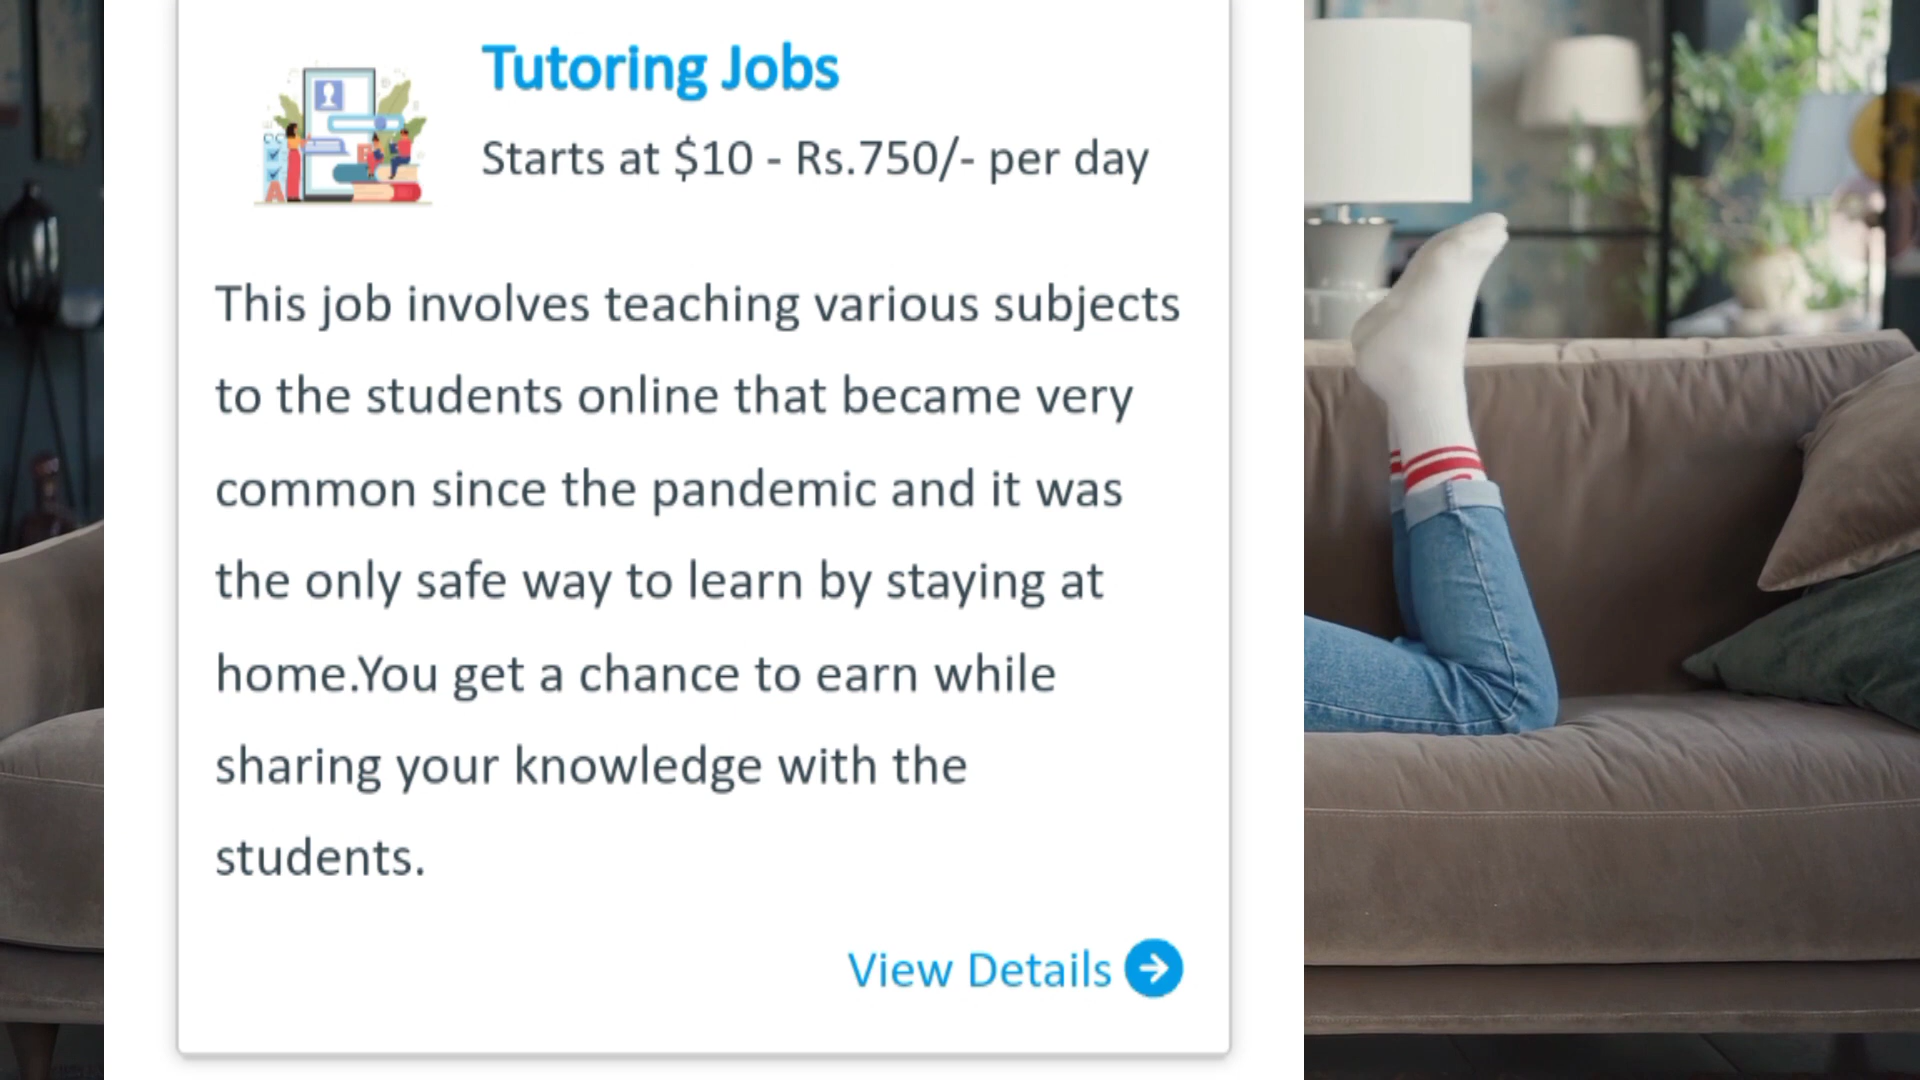 Tutoring Jobs
Starts at $10 - Rs.750/- per day
This job involves teaching various subjects
to the students online that became very
common since the pandemic and it was
the only safe way to learn by staying at
home.You get a chance to earn while
sharing your knowledge with the
students.
View Details